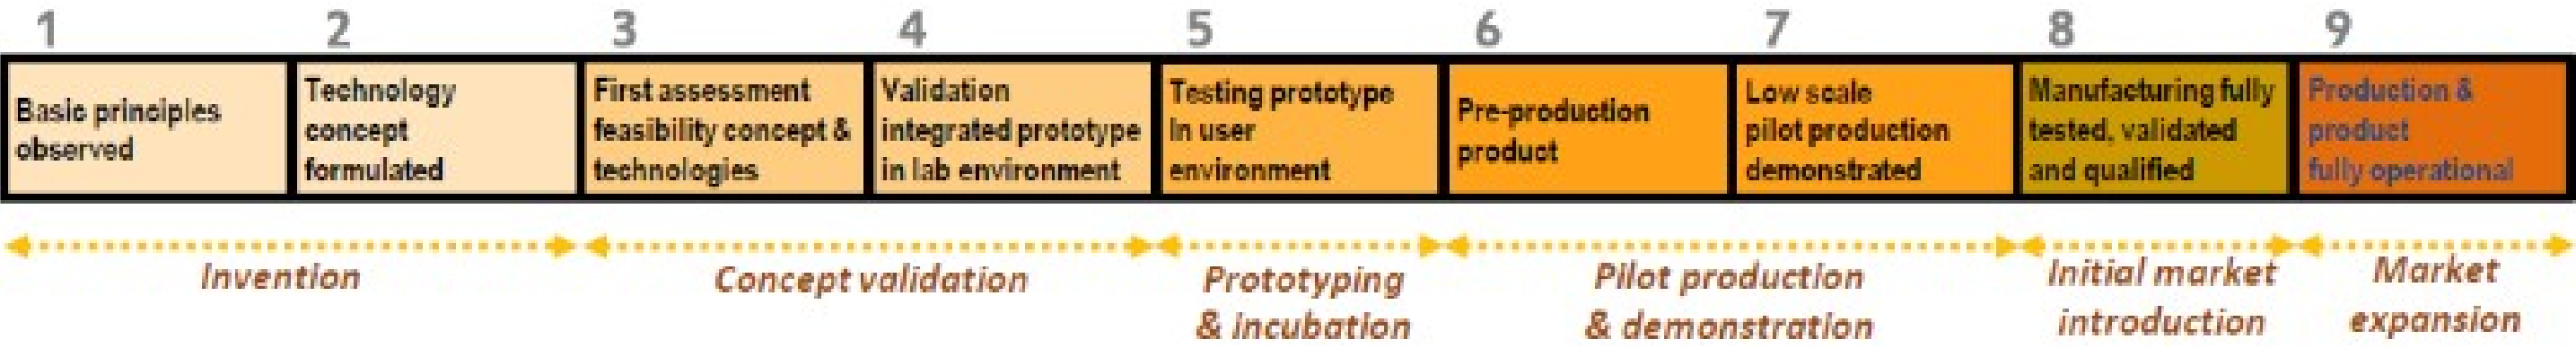 1 2 3 4 5 6 7 8 9
Basic principles
observed
Technology
concept
formulated
First assessment
feasibility concept &
technologies
Validation
integrated prototype
in lab environment
Testing prototype
In user
environment
Pre-production
product
Low scale
pilot production
demonstrated
Manufacturing fully
tested, validated
and qualified
Production &
product
fully operational
Invention
Concept validation
Prototyping
& incubation
Pilot production
& demonstration
Initial market
introduction
Market
expansion